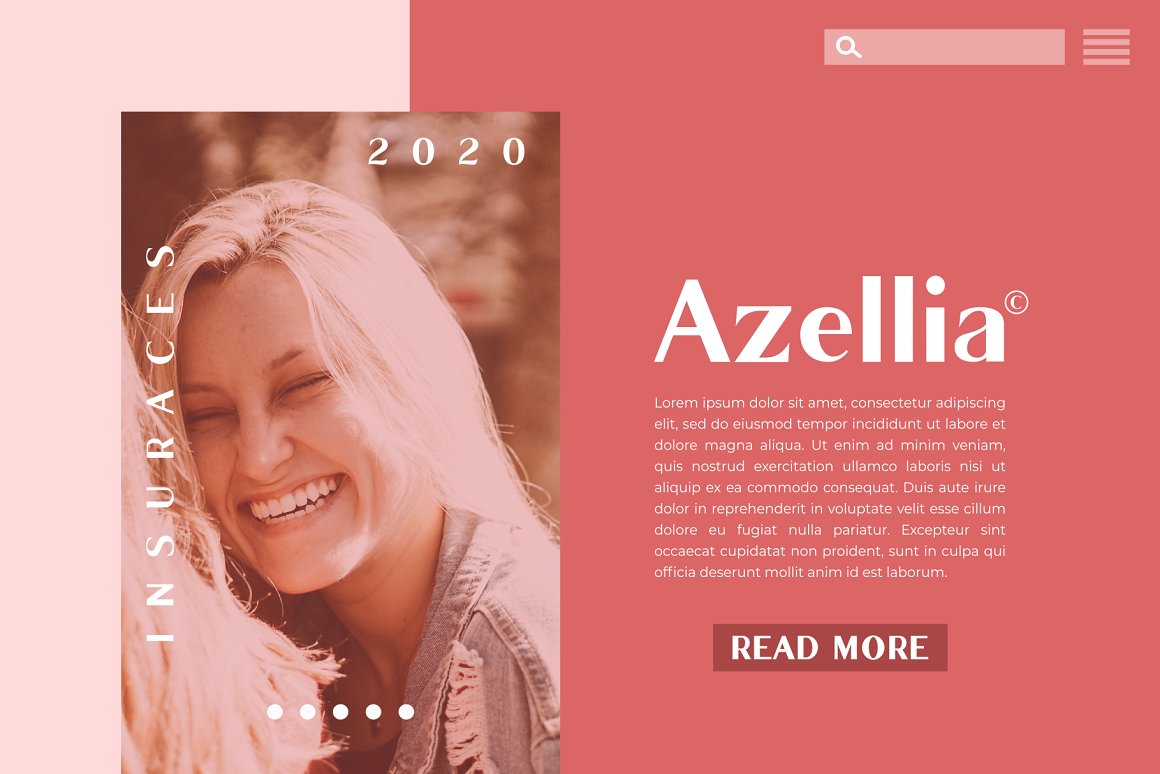 2020
INSURACES
Azellia©
Lorem ipsum dolor sit amet, consectetur adipiscing
elit, sed do eiusmod tempor incididunt ut labore et
dolore magna aliqua. Ut enim ad minim veniam,
quis nostrud exercitation ullamco laboris nisi ut
aliquip ex ea commodo consequat. Duis aute irure
dolor in reprehenderit in voluptate velit esse cillum
dolore eu fugiat nulla pariatur. Excepteur sint
occaecat cupidatat non proident, sunt in culpa qui
officia deserunt mollit anim id est laborum.
READ MORE